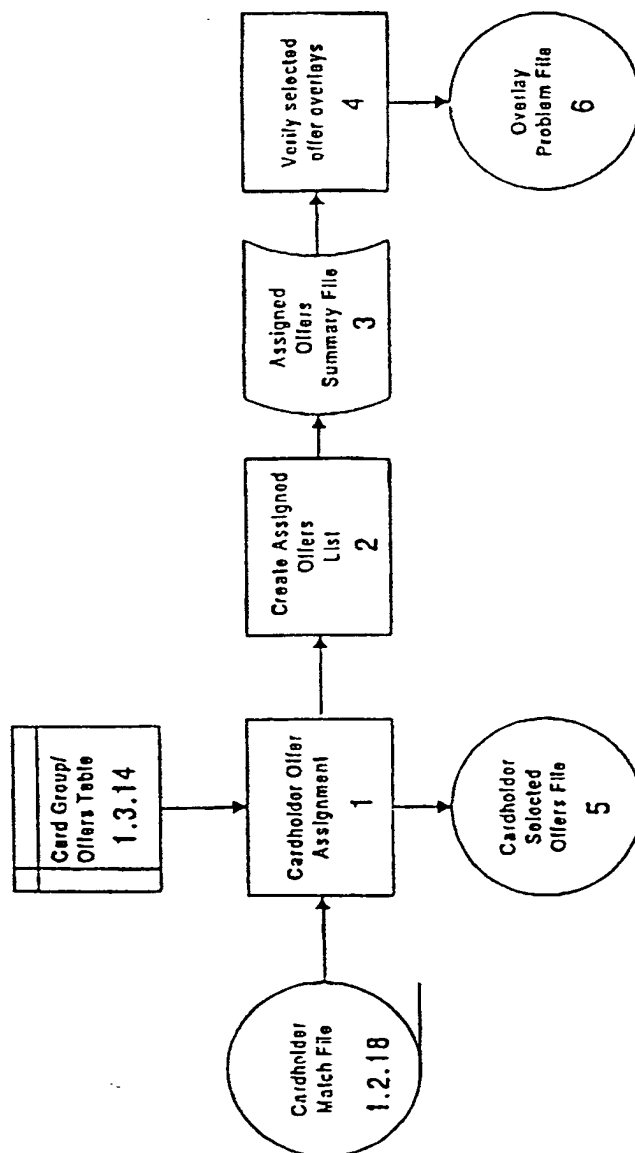 Card Group/
Offers Table
1.3.14
Cardholder
Match File
1.2.18
Cardholder Offer
Assignment
1
Create Assigned
Offers
List
2
Assigned
Offers
Summary File
3
Verify selected
offer overlays
4
Cardholder
Selected
Offers File
5
Overlay
Problem File
6